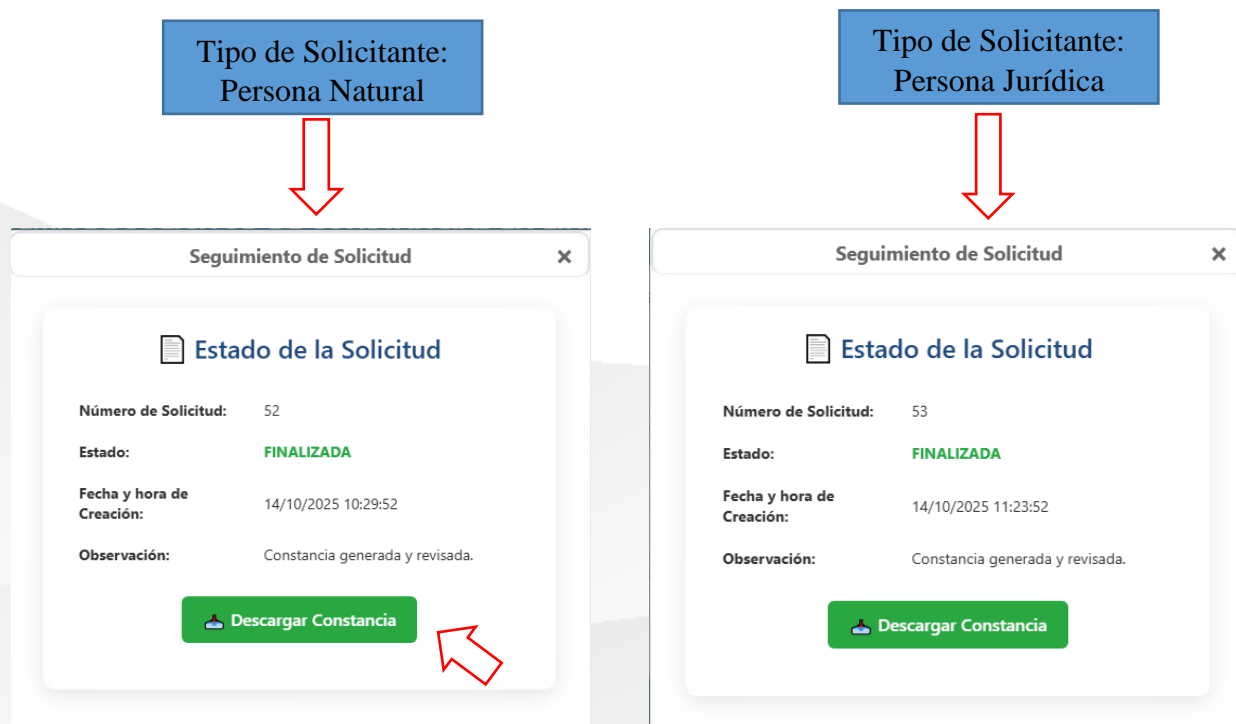 Tipo de Solicitante:
Persona Natural
Tipo de Solicitante:
Persona Jurídica
Seguimiento de Solicitud ×
Estado de la Solicitud
Número de Solicitud: 52
Estado: FINALIZADA
Fecha y hora de
Creación: 14/10/2025 10:29:52
Observación: Constancia generada y revisada.
Descargar Constancia
Seguimiento de Solicitud ×
Estado de la Solicitud
Número de Solicitud: 53
Estado: FINALIZADA
Fecha y hora de
Creación: 14/10/2025 11:23:52
Observación: Constancia generada y revisada.
Descargar Constancia